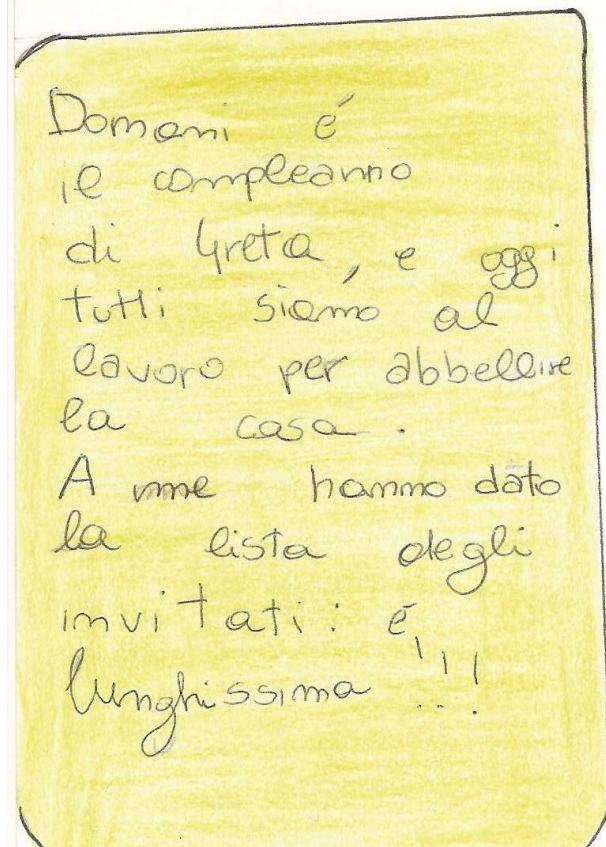 Domani é
il compleanno
di Greta, e oggi
tutti siamo al
lavoro per abbellire
la casa.
A me hanno dato
la lista degli
invitati: é
lunghissima!!!